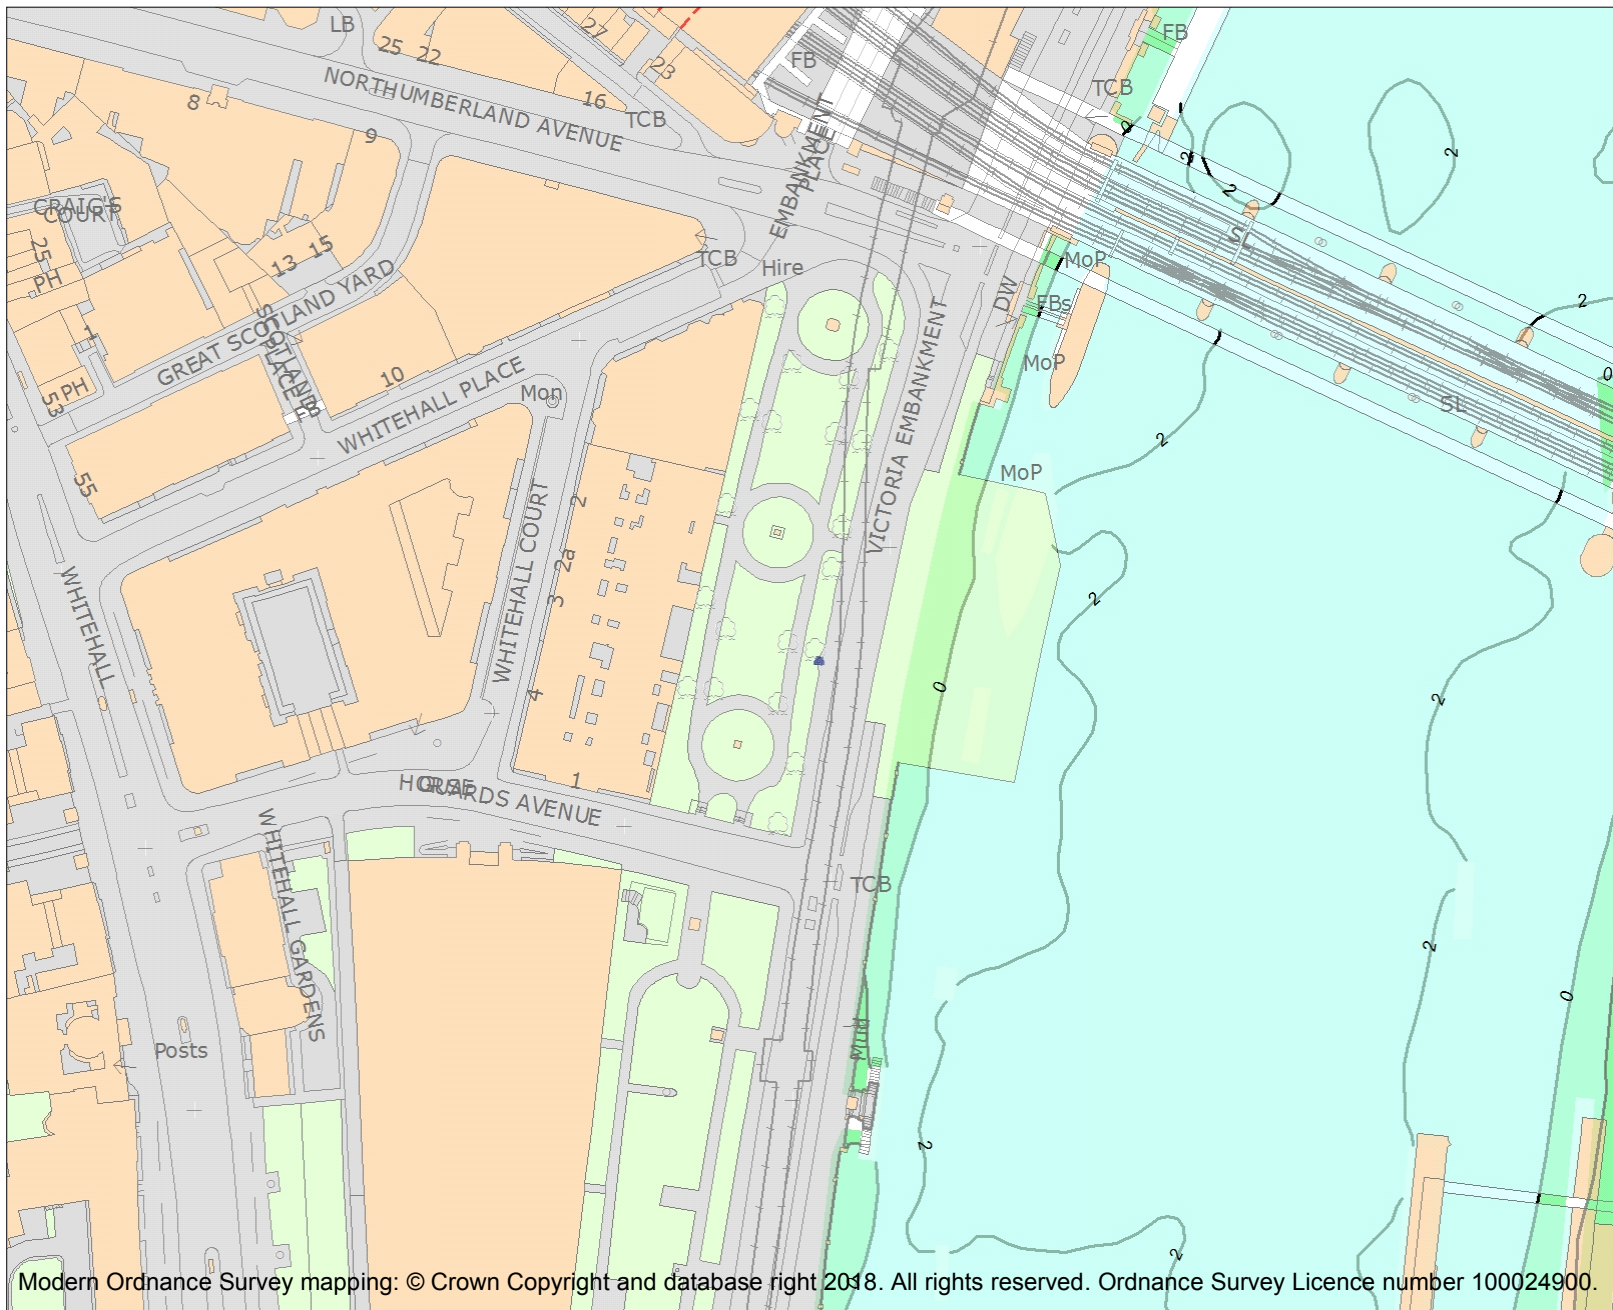 LB
25
22
27
23
FB
FB
TCB
NORTHUMBERLAND AVENUE
8
9
16
TCB
EMBANKMENT
PLACE
2
2
2
2
CRAIG'S
COURT
25
PH
13
15
TCB
Hire
SL
MoP
DW
FBs
2
1
GREAT SCOTLAND YARD
SCOTLAND
PLACE
PH
53
10
WHITEHALL PLACE
Mon
MoP
0
SL
VICTORIA EMBANKMENT
2
MoP
55
WHITEHALL COURT
2
2a
3
4
WHITEHALL
2
0
2
HORSE
GUARDS AVENUE
1
WHITEHALL GARDENS
TCB
2
0
Posts
Mud
2
2
Modern Ordnance Survey mapping: © Crown Copyright and database right 2018. All rights reserved. Ordnance Survey Licence number 100024900.